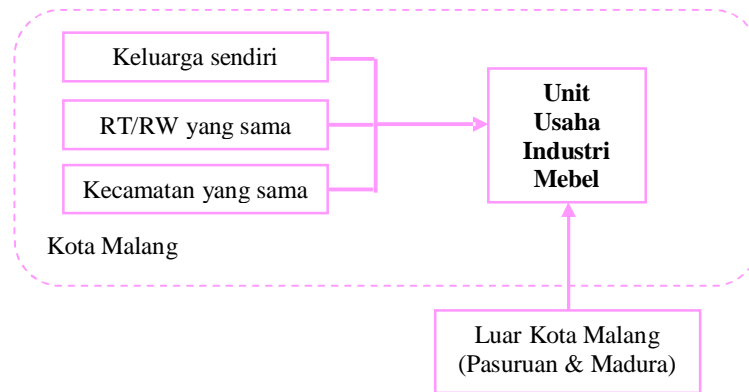 Keluarga sendiri
RT/RW yang sama
Kecamatan yang sama
Unit
Usaha
Industri
Mebel
Kota Malang
Luar Kota Malang
(Pasuruan & Madura)